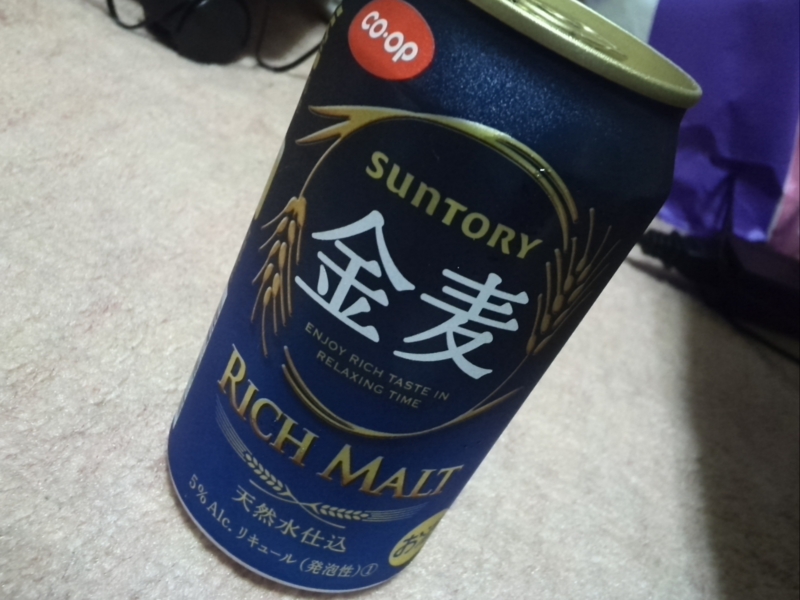 co·op
SUNTORY
金麦
ENJOY RICH TASTE IN
RELAXING TIME
RICH MALT
天然水仕込
5% Alc. リキュール(発泡性)①
お